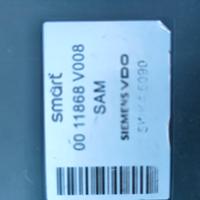 smart
00 11868 V008
SAM
SIEMENS VDO